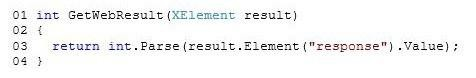 01 int GetWebResult(XElement result)
02 {
03   return int.Parse(result.Element("response").Value);
04 }